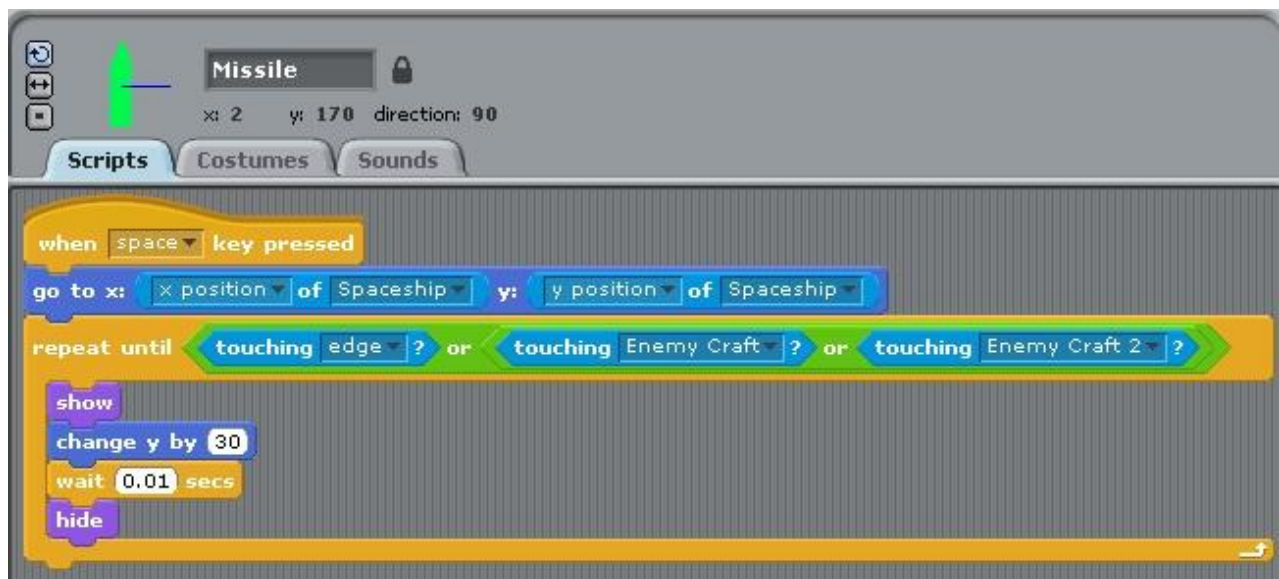 Missile
x: 2 y: 170 direction: 90
Scripts Costumes Sounds
when space key pressed
go to x: x position of Spaceship y: y position of Spaceship
repeat until touching edge ? or touching Enemy Craft ? or touching Enemy Craft 2 ?
show
change y by 30
wait 0.01 secs
hide